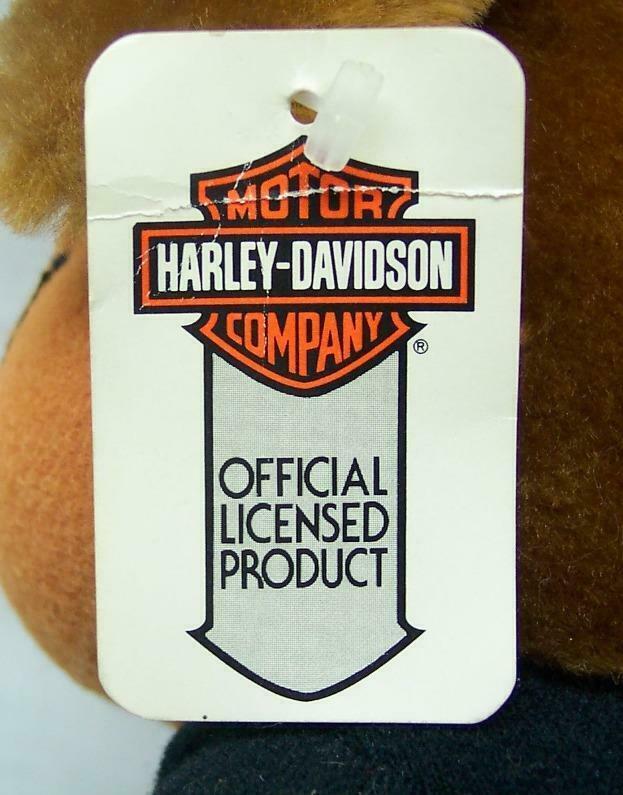 MOTOR
HARLEY-DAVIDSON
COMPANY
®
OFFICIAL
LICENSED
PRODUCT